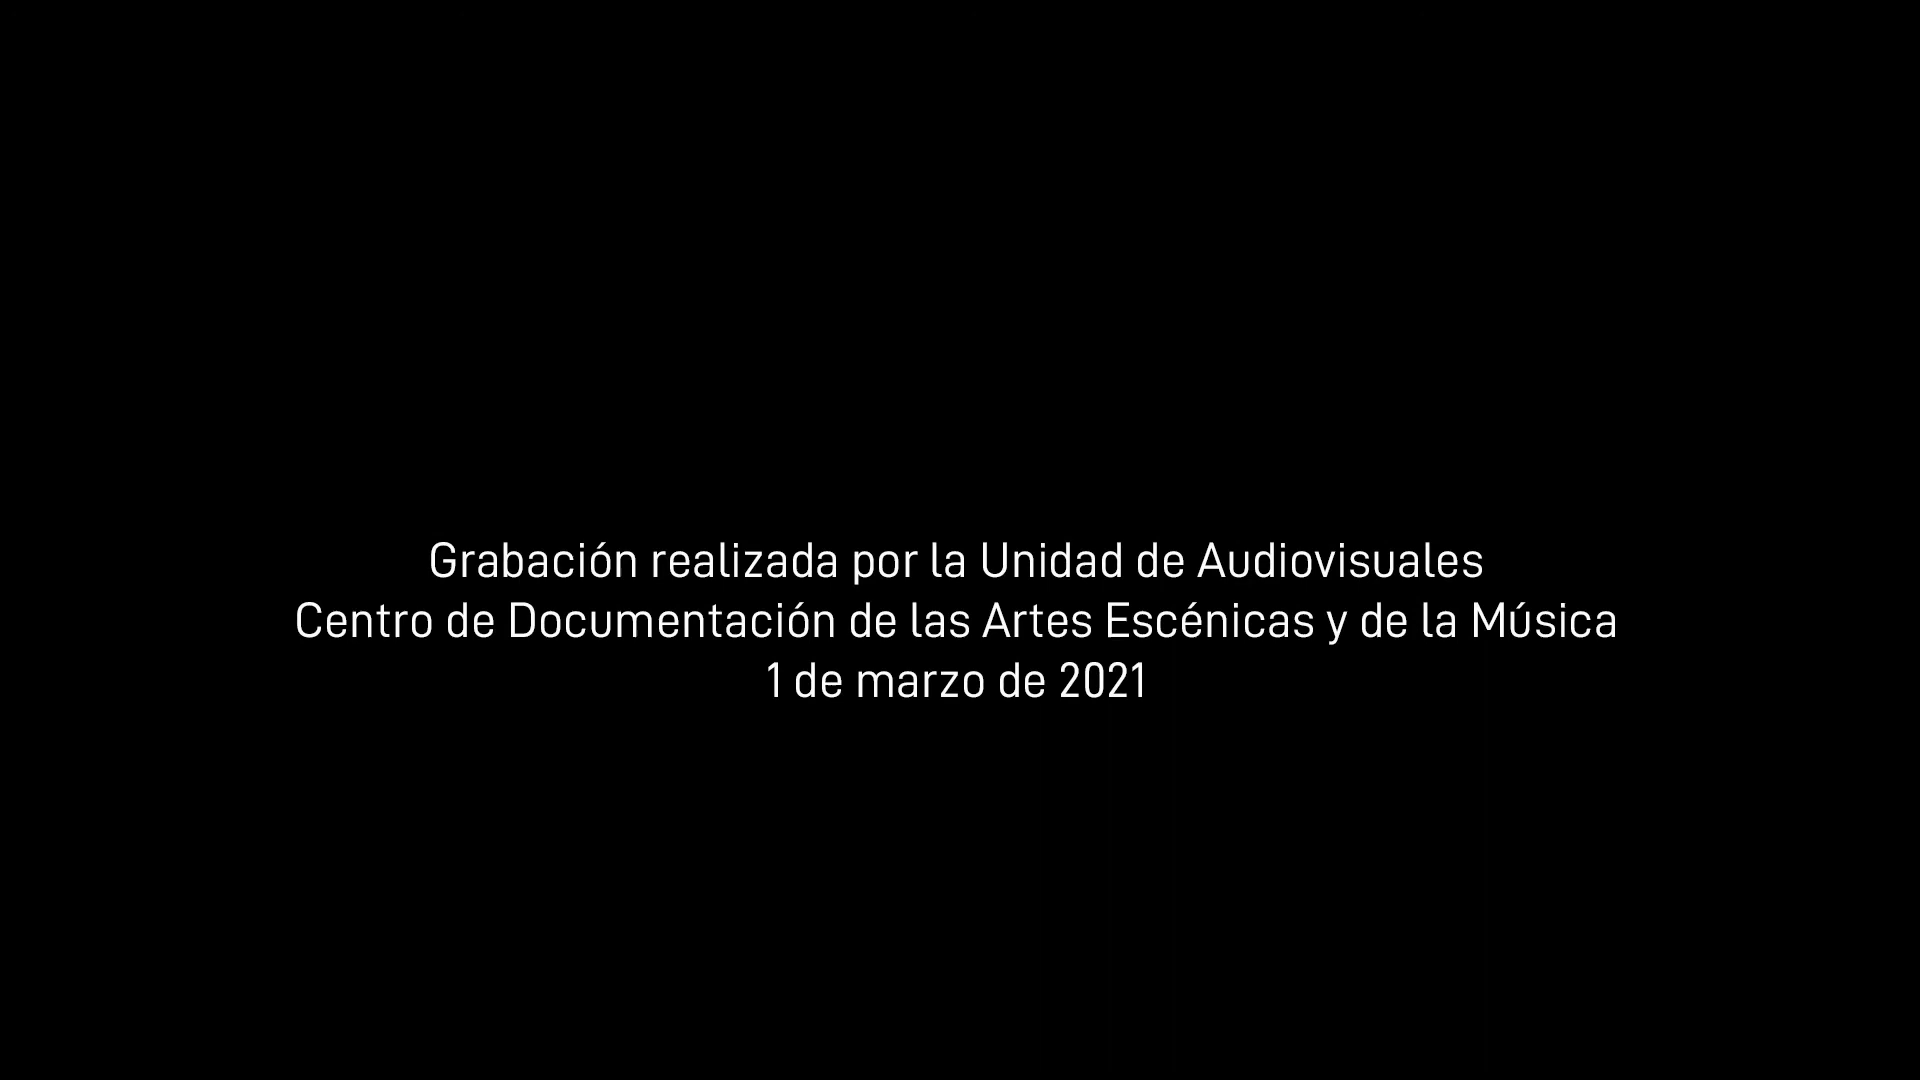 Grabación realizada por la Unidad de Audiovisuales
Centro de Documentación de las Artes Escénicas y de la Música
1 de marzo de 2021